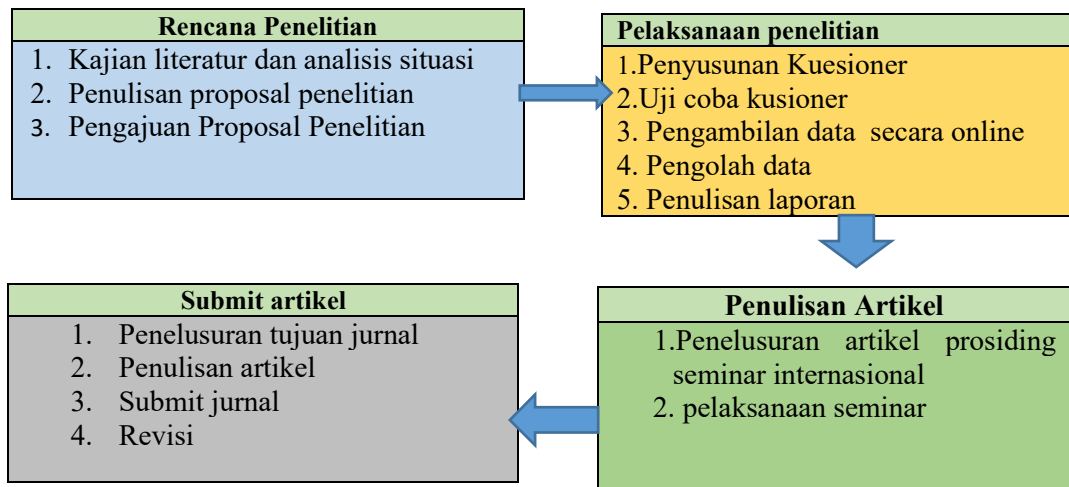 Rencana Penelitian
1. Kajian literatur dan analisis situasi
2. Penulisan proposal penelitian
3. Pengajuan Proposal Penelitian
Pelaksanaan penelitian
1.Penyusunan Kuesioner
2.Uji coba kusioner
3. Pengambilan data secara online
4. Pengolah data
5. Penulisan laporan
Penulisan Artikel
1.Penelusuran artikel prosiding
seminar internasional
2. pelaksanaan seminar
Submit artikel
1. Penelusuran tujuan jurnal
2. Penulisan artikel
3. Submit jurnal
4. Revisi